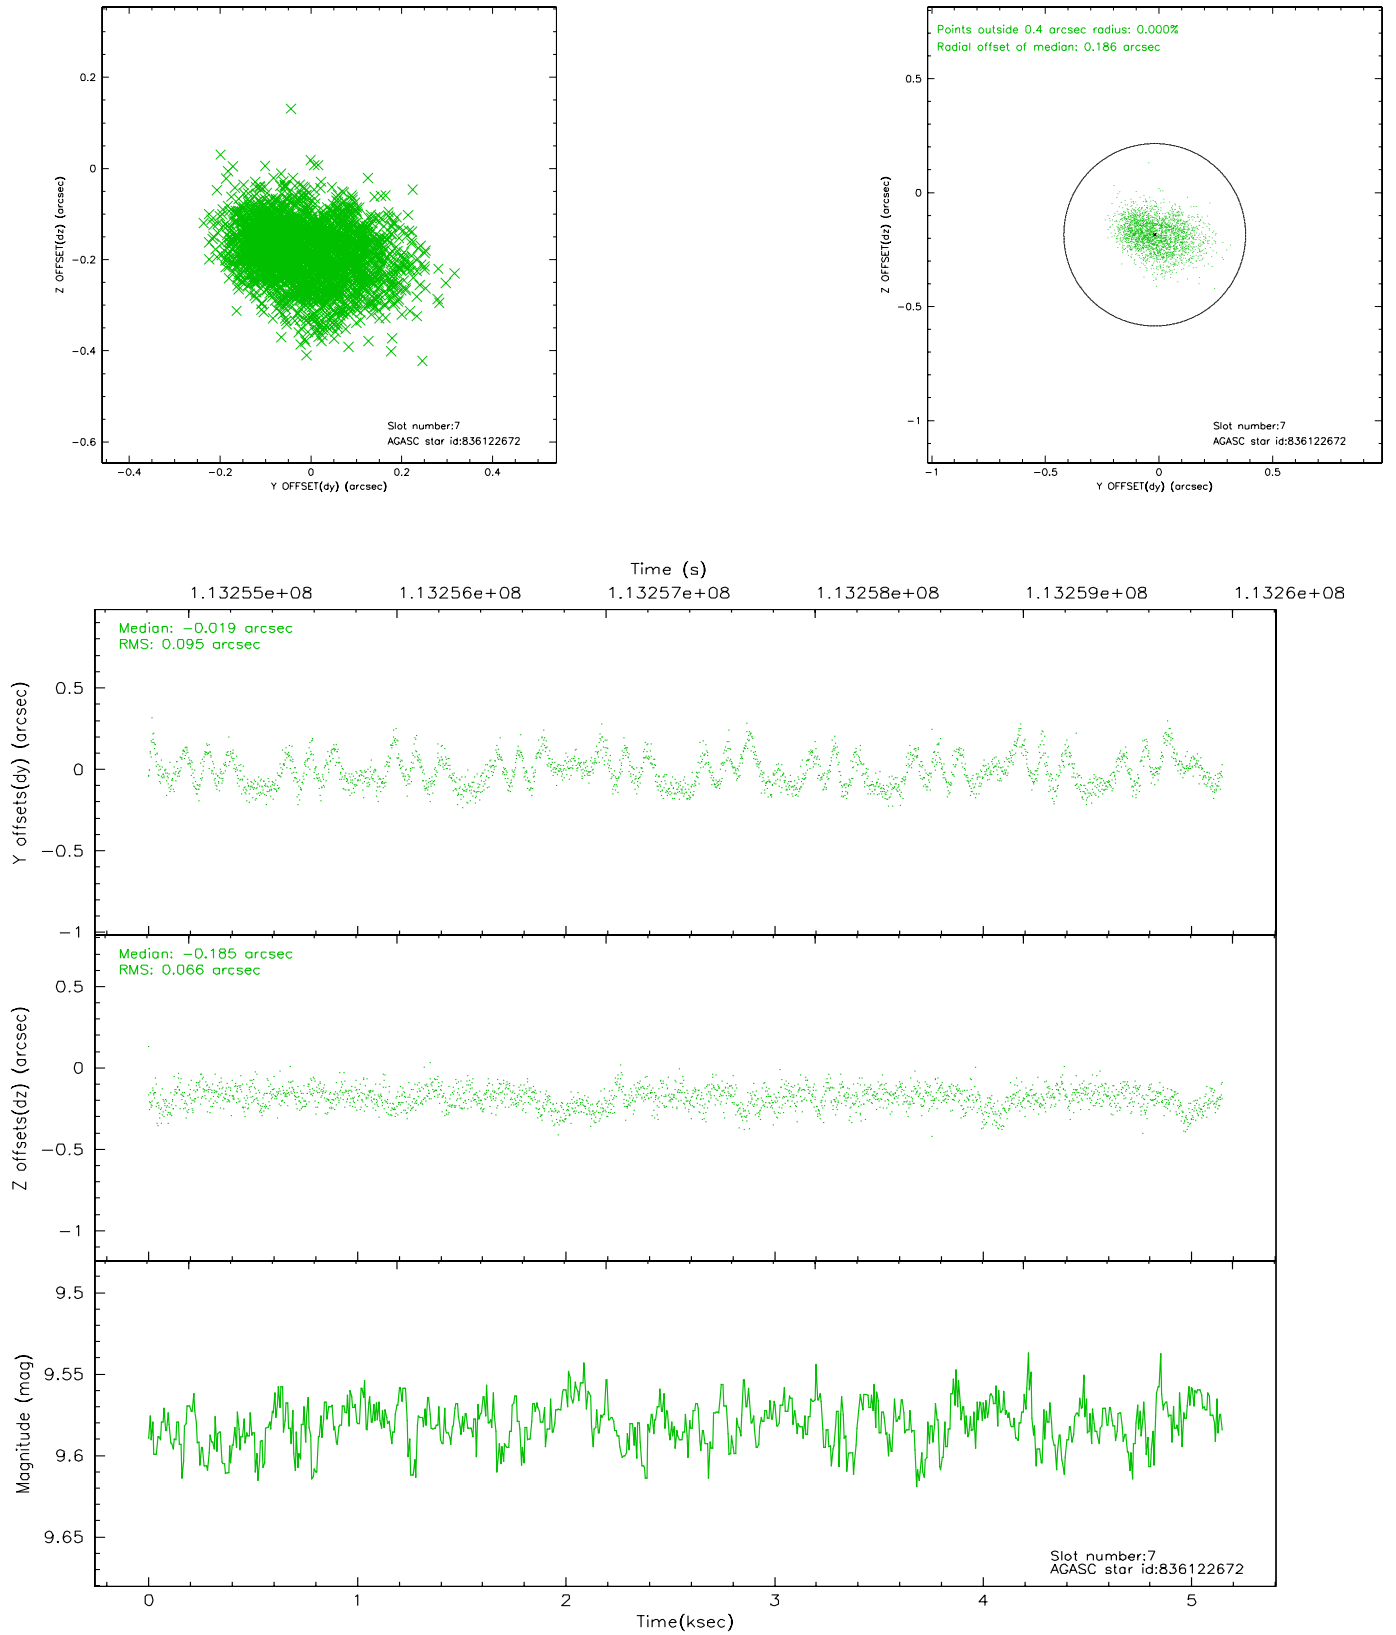 0.2
0
-0.2
-0.4
-0.6
Z OFFSET(dz) (arcsec)
Slot number:7
AGASC star id:836122672
-0.4 -0.2 0 0.2 0.4
Y OFFSET(dy) (arcsec)
Points outside 0.4 arcsec radius: 0.000%
Radial offset of median: 0.186 arcsec
0.5
0
-0.5
-1
Z OFFSET(dz) (arcsec)
Slot number:7
AGASC star id:836122672
-1 -0.5 0 0.5
Y OFFSET(dy) (arcsec)
Time (s)
1.13255e+08 1.13256e+08 1.13257e+08 1.13258e+08 1.13259e+08 1.1326e+08
Median: -0.019 arcsec
RMS: 0.095 arcsec
0.5
0
-0.5
-1
Y offsets(dy) (arcsec)
Median: -0.185 arcsec
RMS: 0.066 arcsec
0.5
0
-0.5
-1
Z offsets(dz) (arcsec)
9.5
9.55
9.6
9.65
Magnitude (mag)
Slot number:7
AGASC star id:836122672
0 1 2 3 4 5
Time(ksec)